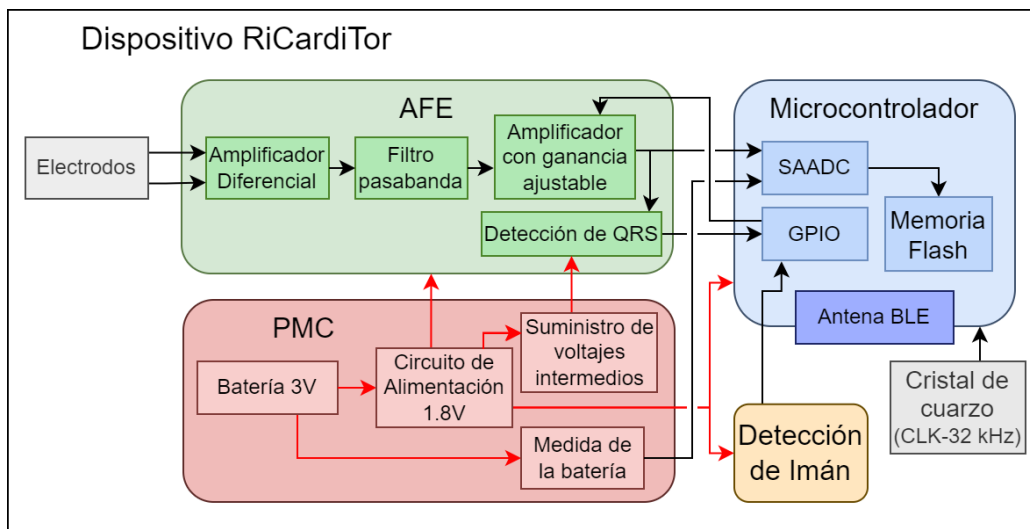 Dispositivo RiCardiTor
AFE
Microcontrolador
Electrodos
Amplificador
Diferencial
Filtro
pasabanda
Amplificador
con ganancia
ajustable
SAADC
Detección de QRS
GPIO
Memoria
Flash
Antena BLE
PMC
Batería 3V
Circuito de
Alimentación
1.8V
Suministro de
voltajes
intermedios
Medida de
la batería
Detección
de Imán
Cristal de
cuarzo
(CLK-32 kHz)